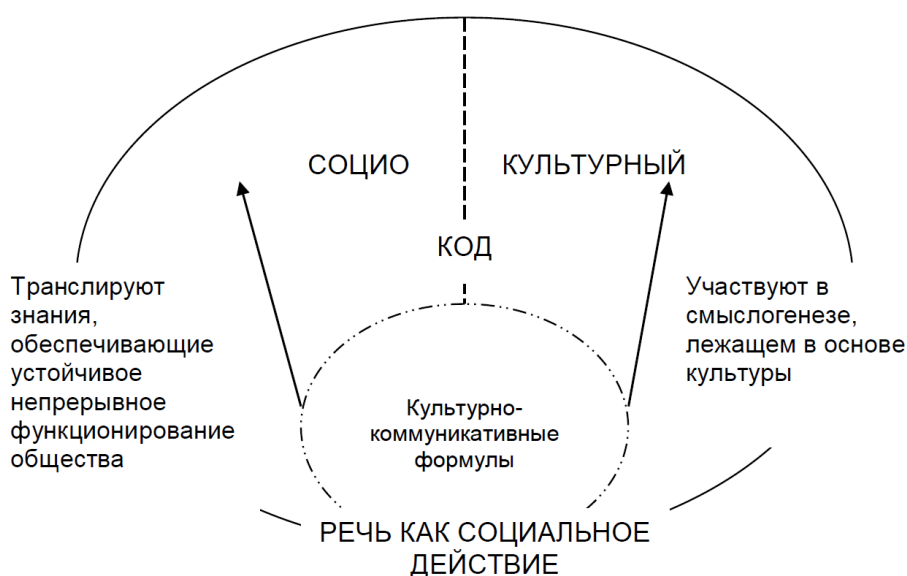 СОЦИО
КУЛЬТУРНЫЙ
КОД
Транслируют
знания,
обеспечивающие
устойчивое
непрерывное
функционирование
общества
Участвуют в
смыслогенезе,
лежащем в основе
культуры
Культурно-
коммуникативные
формулы
РЕЧЬ КАК СОЦИАЛЬНОЕ
ДЕЙСТВИЕ